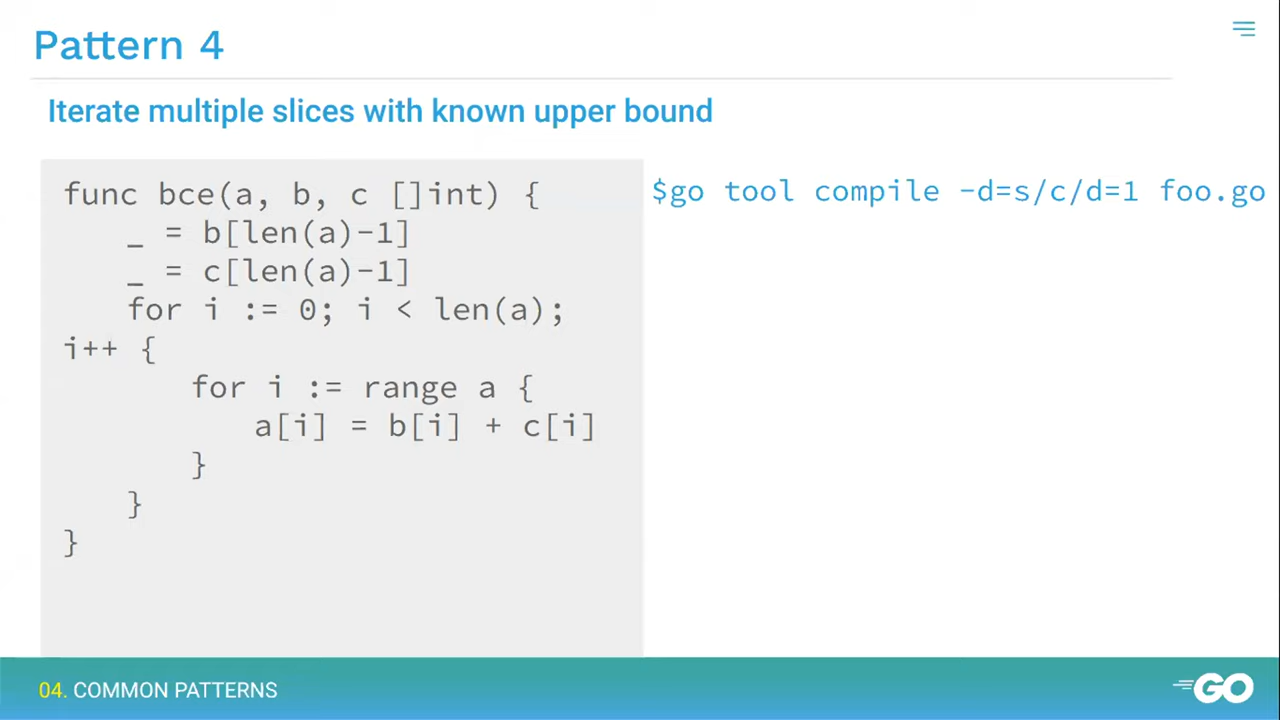 Pattern 4
Iterate multiple slices with known upper bound
func bce(a, b, c []int) {
    _ = b[len(a)-1]
    _ = c[len(a)-1]
    for i := 0; i < len(a);
i++ {
        for i := range a {
            a[i] = b[i] + c[i]
        }
    }
}
$go tool compile -d=s/c/d=1 foo.go
04. COMMON PATTERNS
GO